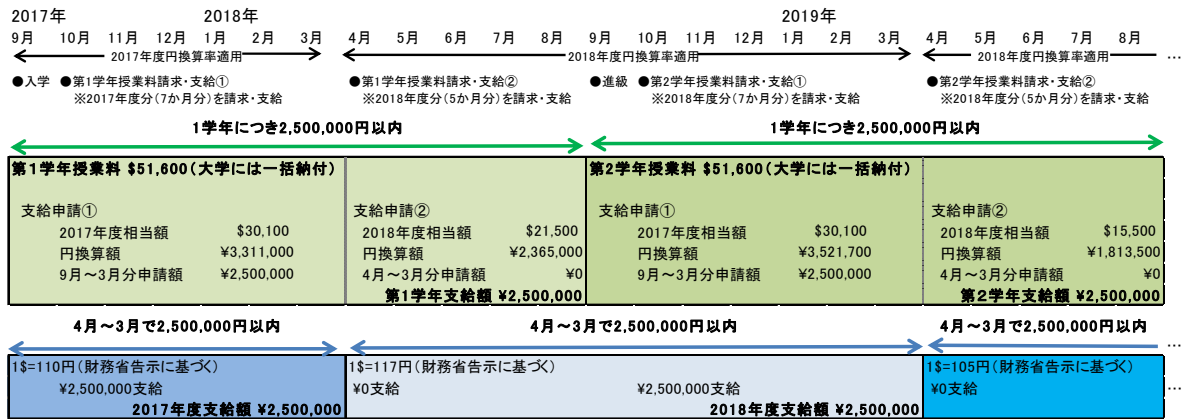 2017年 2018年 2019年
9月 10月 11月 12月 1月 2月 3月 4月 5月 6月 7月 8月 9月 10月 11月 12月 1月 2月 3月 4月 5月 6月 7月 8月
2017年度円換算率適用 2018年度円換算率適用 2018年度円換算率適用 …
●入学 ●第1学年授業料請求・支給① ●第1学年授業料請求・支給② ●進級 ●第2学年授業料請求・支給① ●第2学年授業料請求・支給②
※2017年度分(7か月分)を請求・支給 ※2018年度分(5か月分)を請求・支給 ※2018年度分(7か月分)を請求・支給 ※2018年度分(5か月分)を請求・支給
1学年につき2,500,000円以内 1学年につき2,500,000円以内
第1学年授業料 $51,600(大学には一括納付) 第2学年授業料 $51,600(大学には一括納付)
支給申請① 支給申請② 支給申請① 支給申請②
2017年度相当額 $30,100 2018年度相当額 $21,500 2017年度相当額 $30,100 2018年度相当額 $15,500
円換算額 ¥3,311,000 円換算額 ¥2,365,000 円換算額 ¥3,521,700 円換算額 ¥1,813,500
9月～3月分申請額 ¥2,500,000 4月～3月分申請額 ¥0 9月～3月分申請額 ¥2,500,000 4月～3月分申請額 ¥0
第1学年支給額 ¥2,500,000 第2学年支給額 ¥2,500,000
4月～3月で2,500,000円以内 4月～3月で2,500,000円以内 4月～3月で2,500,000円以内
…
1$=110円(財務省告示に基づく) 1$=117円(財務省告示に基づく) 1$=105円(財務省告示に基づく)
¥2,500,000支給 ¥0支給 ¥2,500,000支給 ¥0支給 …
2017年度支給額 ¥2,500,000 2018年度支給額 ¥2,500,000